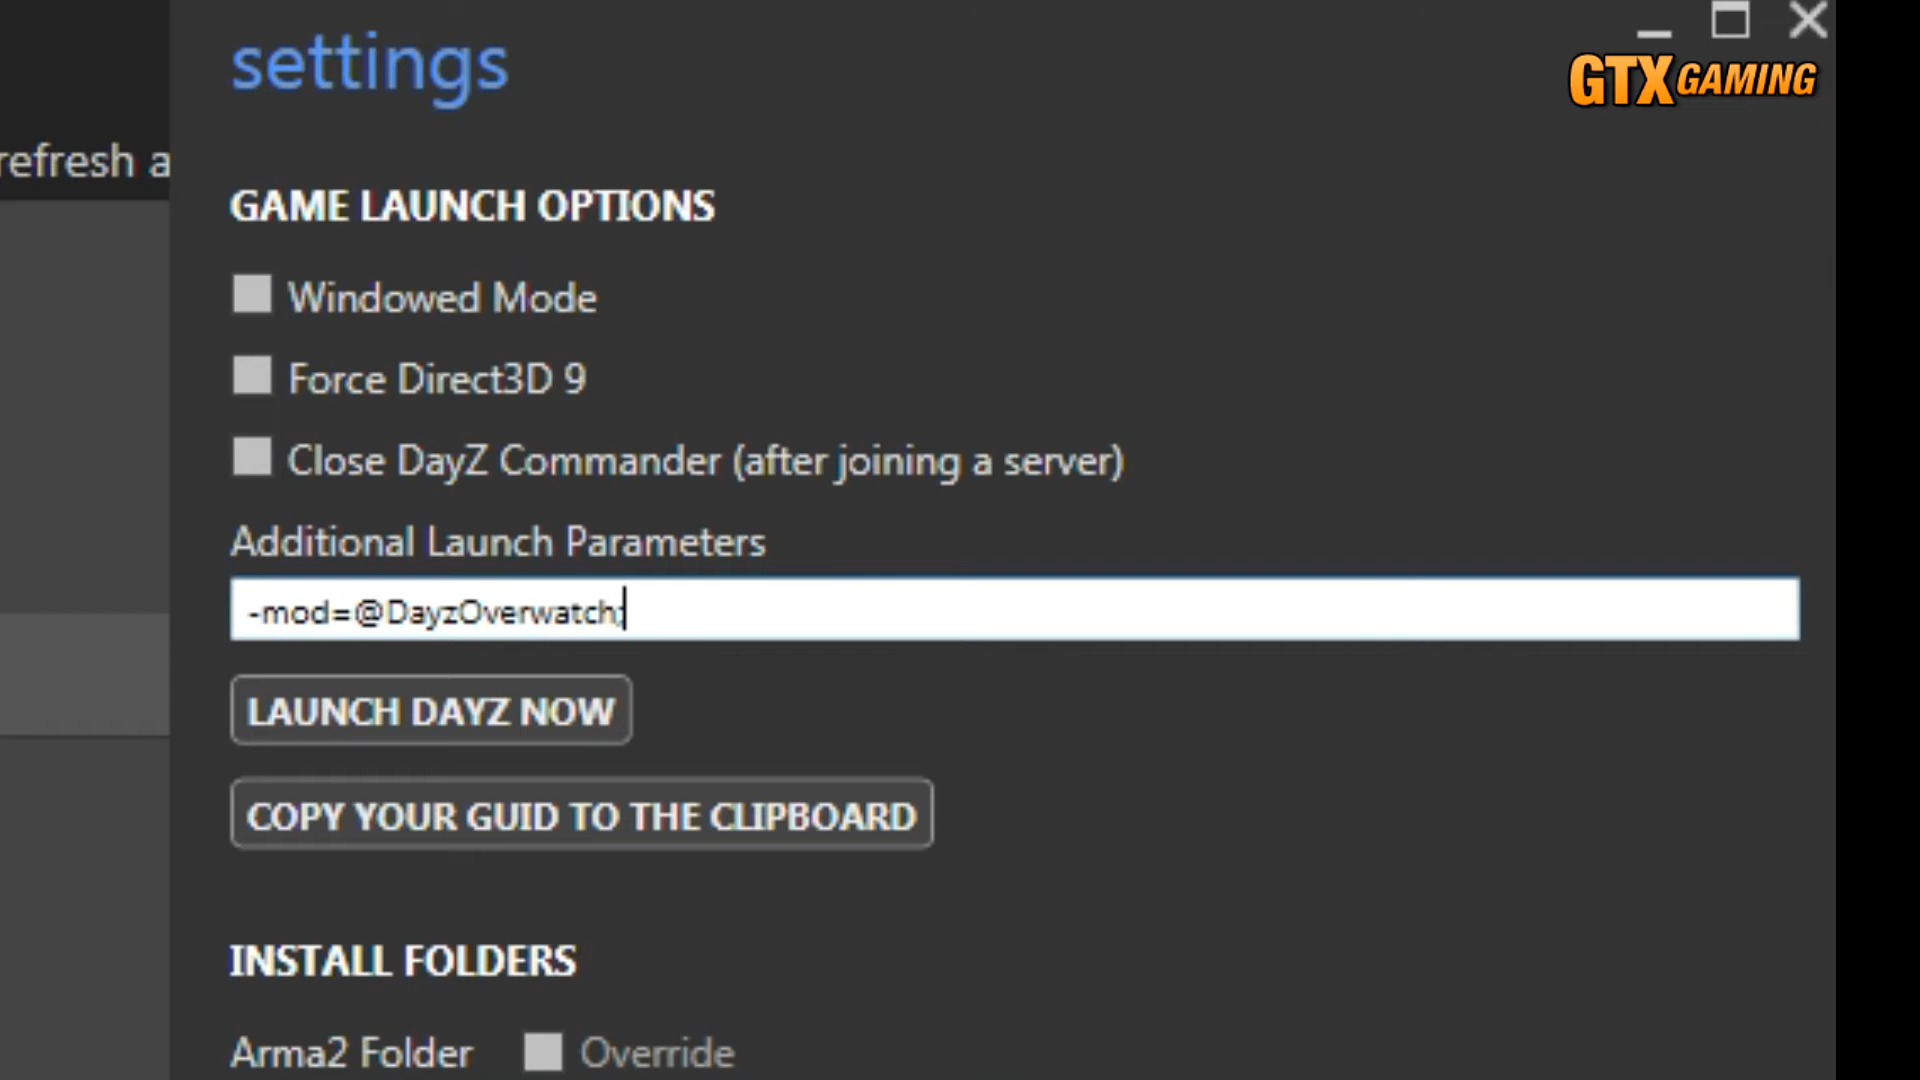 settings
GTX GAMING
refresh a
GAME LAUNCH OPTIONS
Windowed Mode
Force Direct3D 9
Close DayZ Commander (after joining a server)
Additional Launch Parameters
-mod=@DayzOverwatch;
LAUNCH DAYZ NOW
COPY YOUR GUID TO THE CLIPBOARD
INSTALL FOLDERS
Arma2 Folder Override